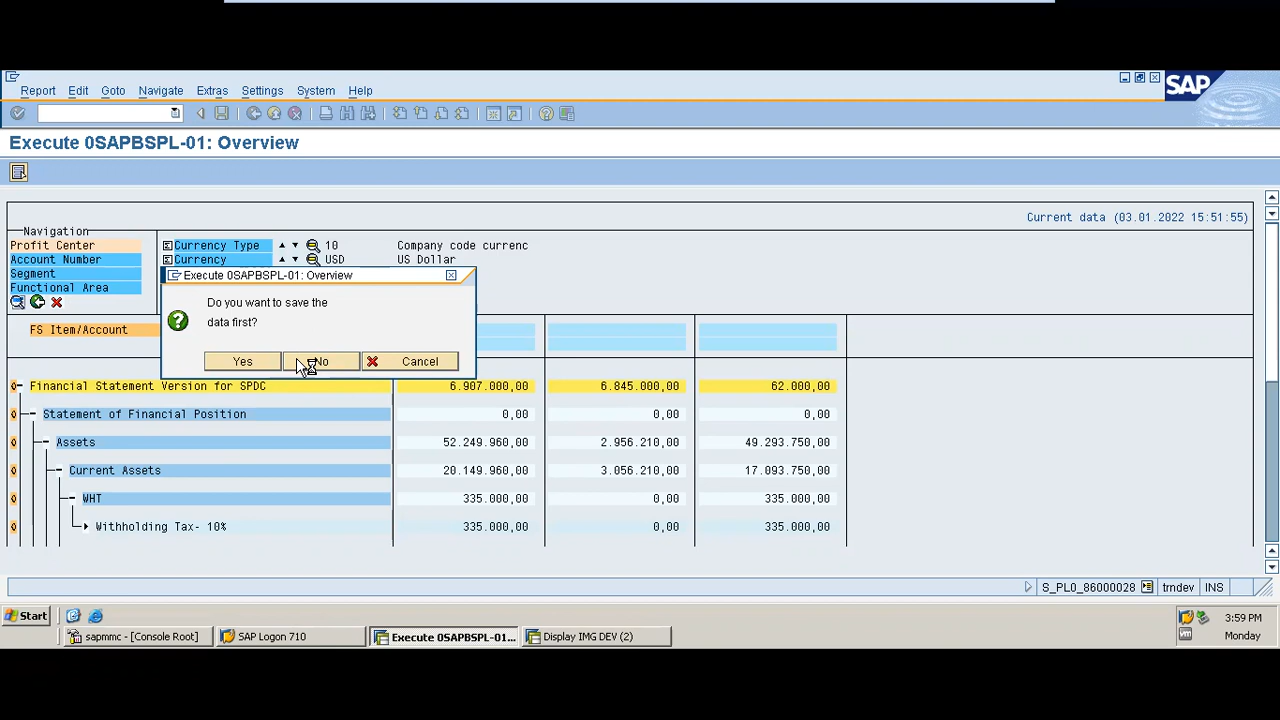 Report Edit Goto Navigate Extras Settings System Help
SAP
Execute 0SAPBSPL-01: Overview
Current data (03.01.2022 15:51:55)
Navigation
Profit Center
Account Number
Segment
Functional Area
Currency Type 10 Company code currenc
Currency USD US Dollar
Execute 0SAPBSPL-01: Overview
Do you want to save the
data first?
Yes No Cancel
FS Item/Account
Financial Statement Version for SPDC 6.907.000,00 6.845.000,00 62.000,00
Statement of Financial Position 0,00 0,00 0,00
Assets 52.249.960,00 2.956.210,00 49.293.750,00
Current Assets 20.149.960,00 3.056.210,00 17.093.750,00
WHT 335.000,00 0,00 335.000,00
Withholding Tax- 10% 335.000,00 0,00 335.000,00
S_PL0_86000028 trndev INS
Start
3:59 PM
sapmmc - [Console Root] SAP Logon 710 Execute 0SAPBSPL-01... Display IMG DEV (2)
Monday